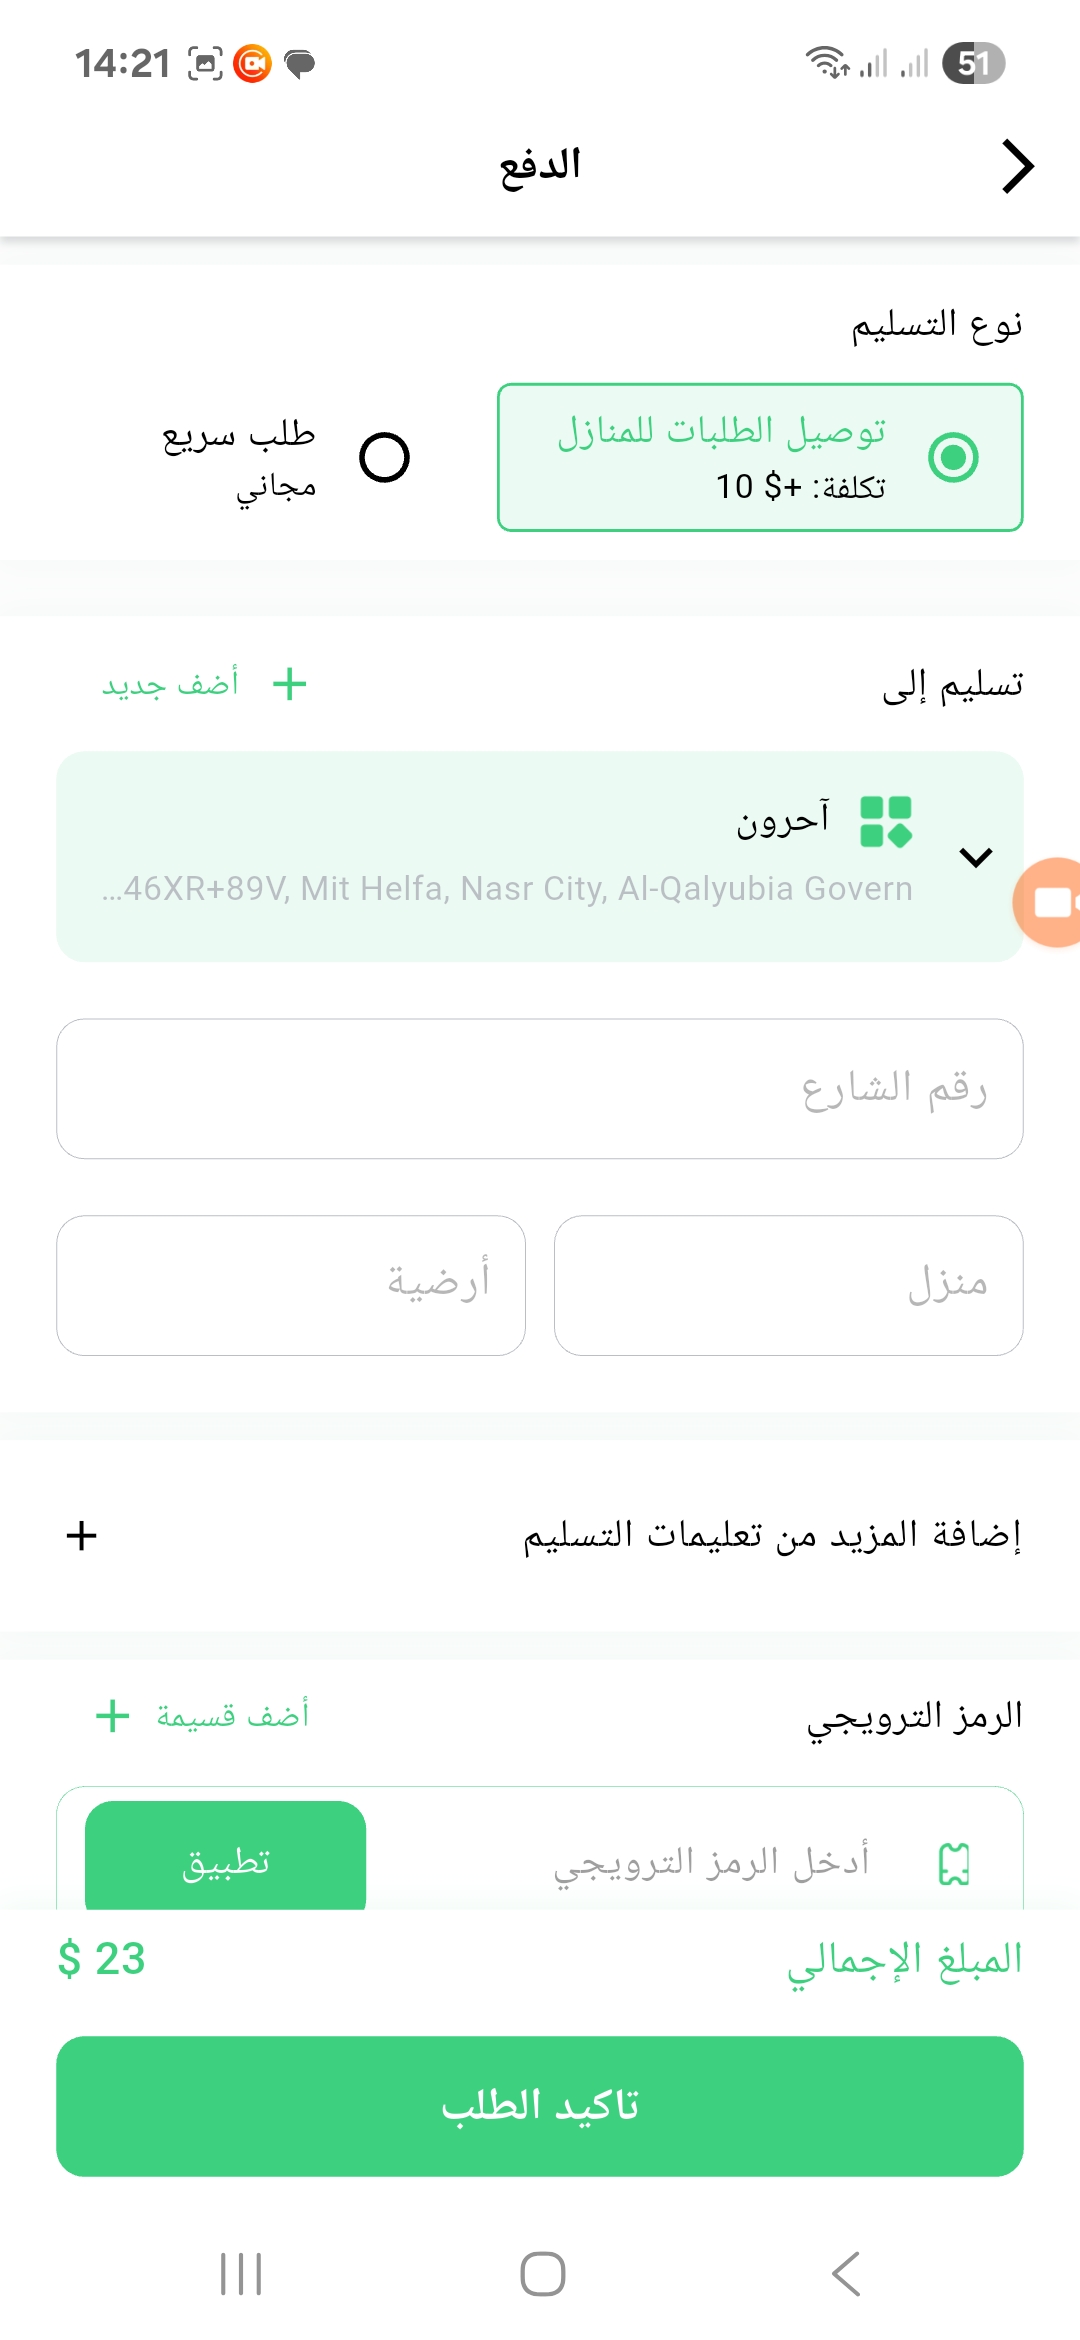 14:21
51
الدفع
نوع التسليم
توصيل الطلبات للمنازل
تكلفة: +$ 10
طلب سريع
مجاني
تسليم إلى
أضف جديد
آحرون
46XR+89V, Mit Helfa, Nasr City, Al-Qalyubia Govern...
رقم الشارع
منزل
أرضية
إضافة المزيد من تعليمات التسليم
الرمز الترويجي
أضف قسيمة
أدخل الرمز الترويجي
تطبيق
المبلغ الإجمالي
$ 23
تاكيد الطلب